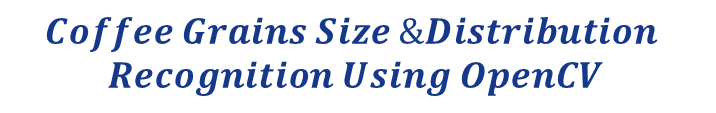 Coffee Grains Size &Distribution
Recognition Using OpenCV